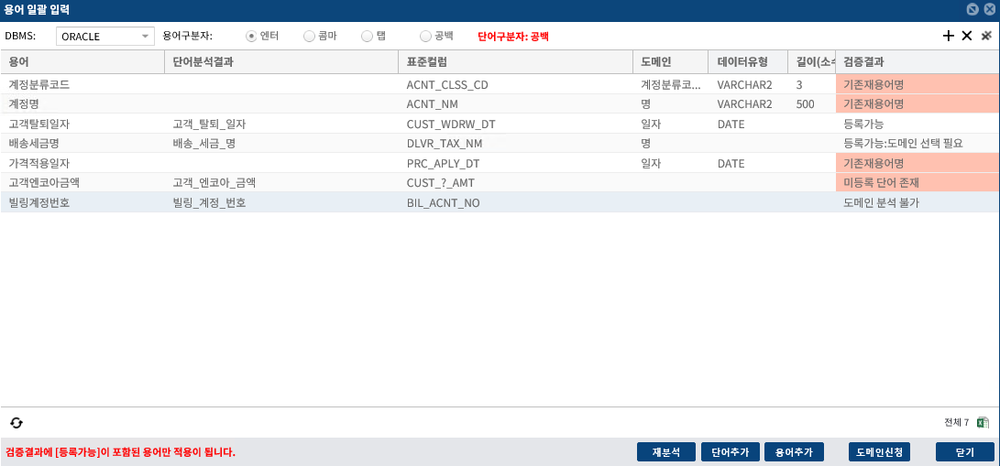 용어 일괄 입력
DBMS: ORACLE 용어구분자: 엔터 콤마 탭 공백 단어구분자: 공백
용어 단어분석결과 표준컬럼 도메인 데이터유형 길이(소수 검증결과
계정분류코드 ACNT_CLSS_CD 계정분류코... VARCHAR2 3 기존재용어명
계정명 ACNT_NM 명 VARCHAR2 500 기존재용어명
고객탈퇴일자 고객_탈퇴_일자 CUST_WDRW_DT 일자 DATE 등록가능
배송세금명 배송_세금_명 DLVR_TAX_NM 명 등록가능:도메인 선택 필요
가격적용일자 PRC_APLY_DT 일자 DATE 기존재용어명
고객엔코아금액 고객_엔코아_금액 CUST_?_AMT 미등록 단어 존재
빌링계정번호 빌링_계정_번호 BIL_ACNT_NO 도메인 분석 불가
전체 7
검증결과에 [등록가능]이 포함된 용어만 적용이 됩니다. 재분석 단어추가 용어추가 도메인신청 닫기